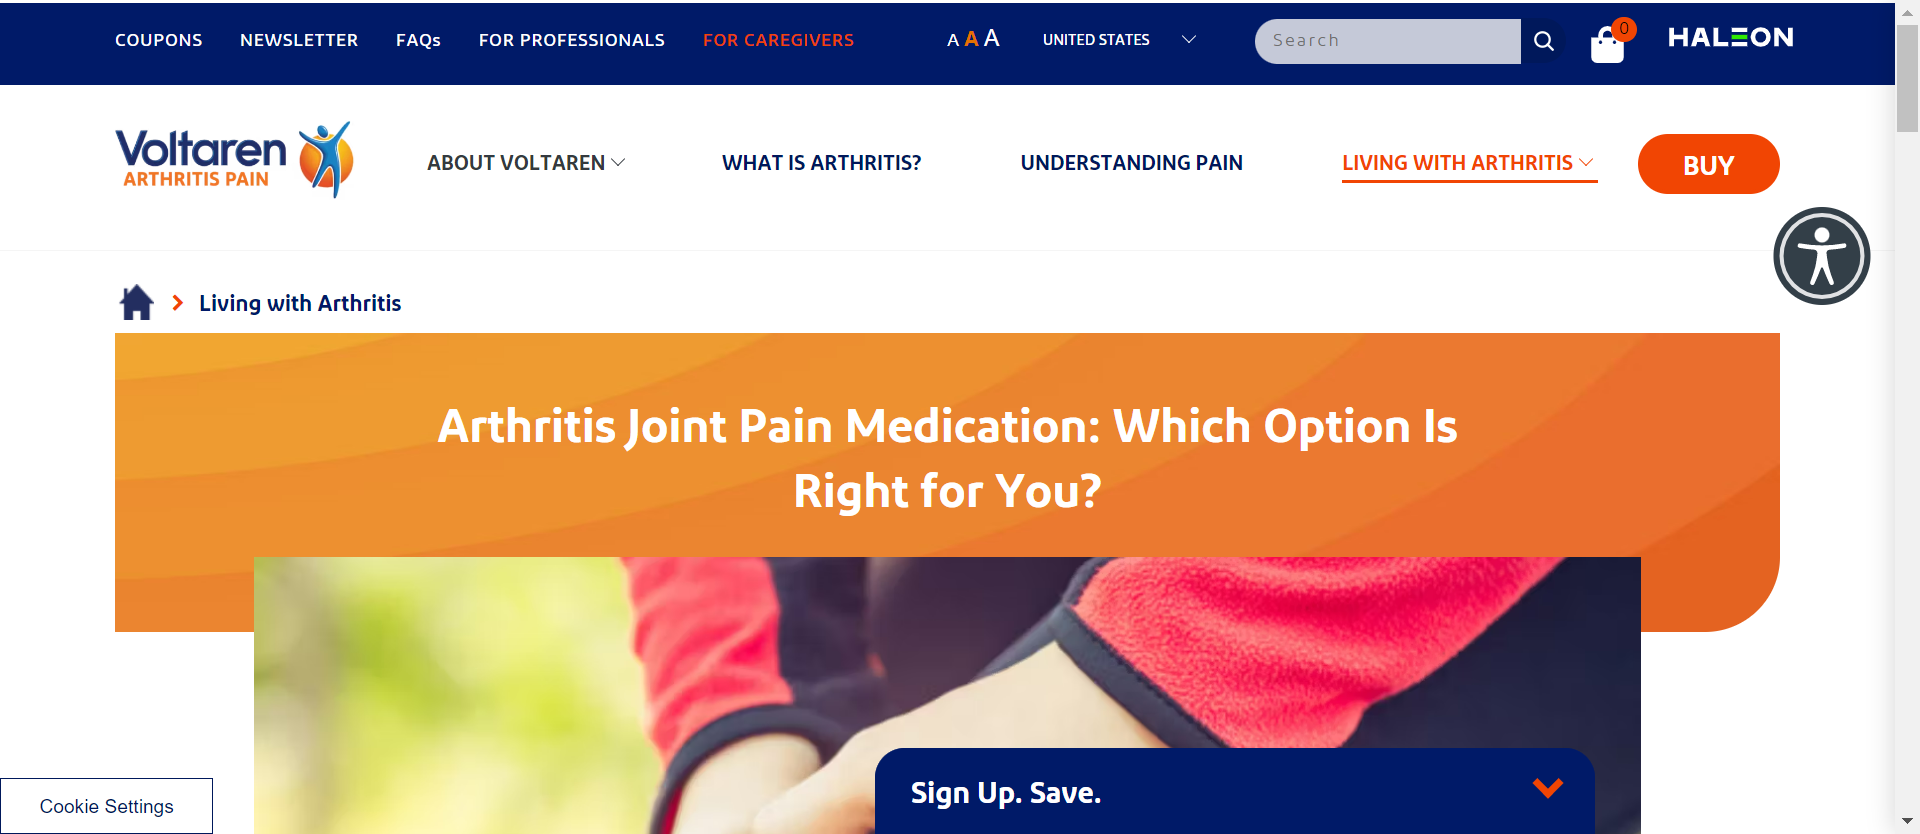 COUPONS NEWSLETTER FAQs FOR PROFESSIONALS FOR CAREGIVERS A A A UNITED STATES Search 0 HALEON
Voltaren
ARTHRITIS PAIN
ABOUT VOLTAREN WHAT IS ARTHRITIS? UNDERSTANDING PAIN LIVING WITH ARTHRITIS BUY
Living with Arthritis
Arthritis Joint Pain Medication: Which Option Is
Right for You?
Sign Up. Save.
Cookie Settings